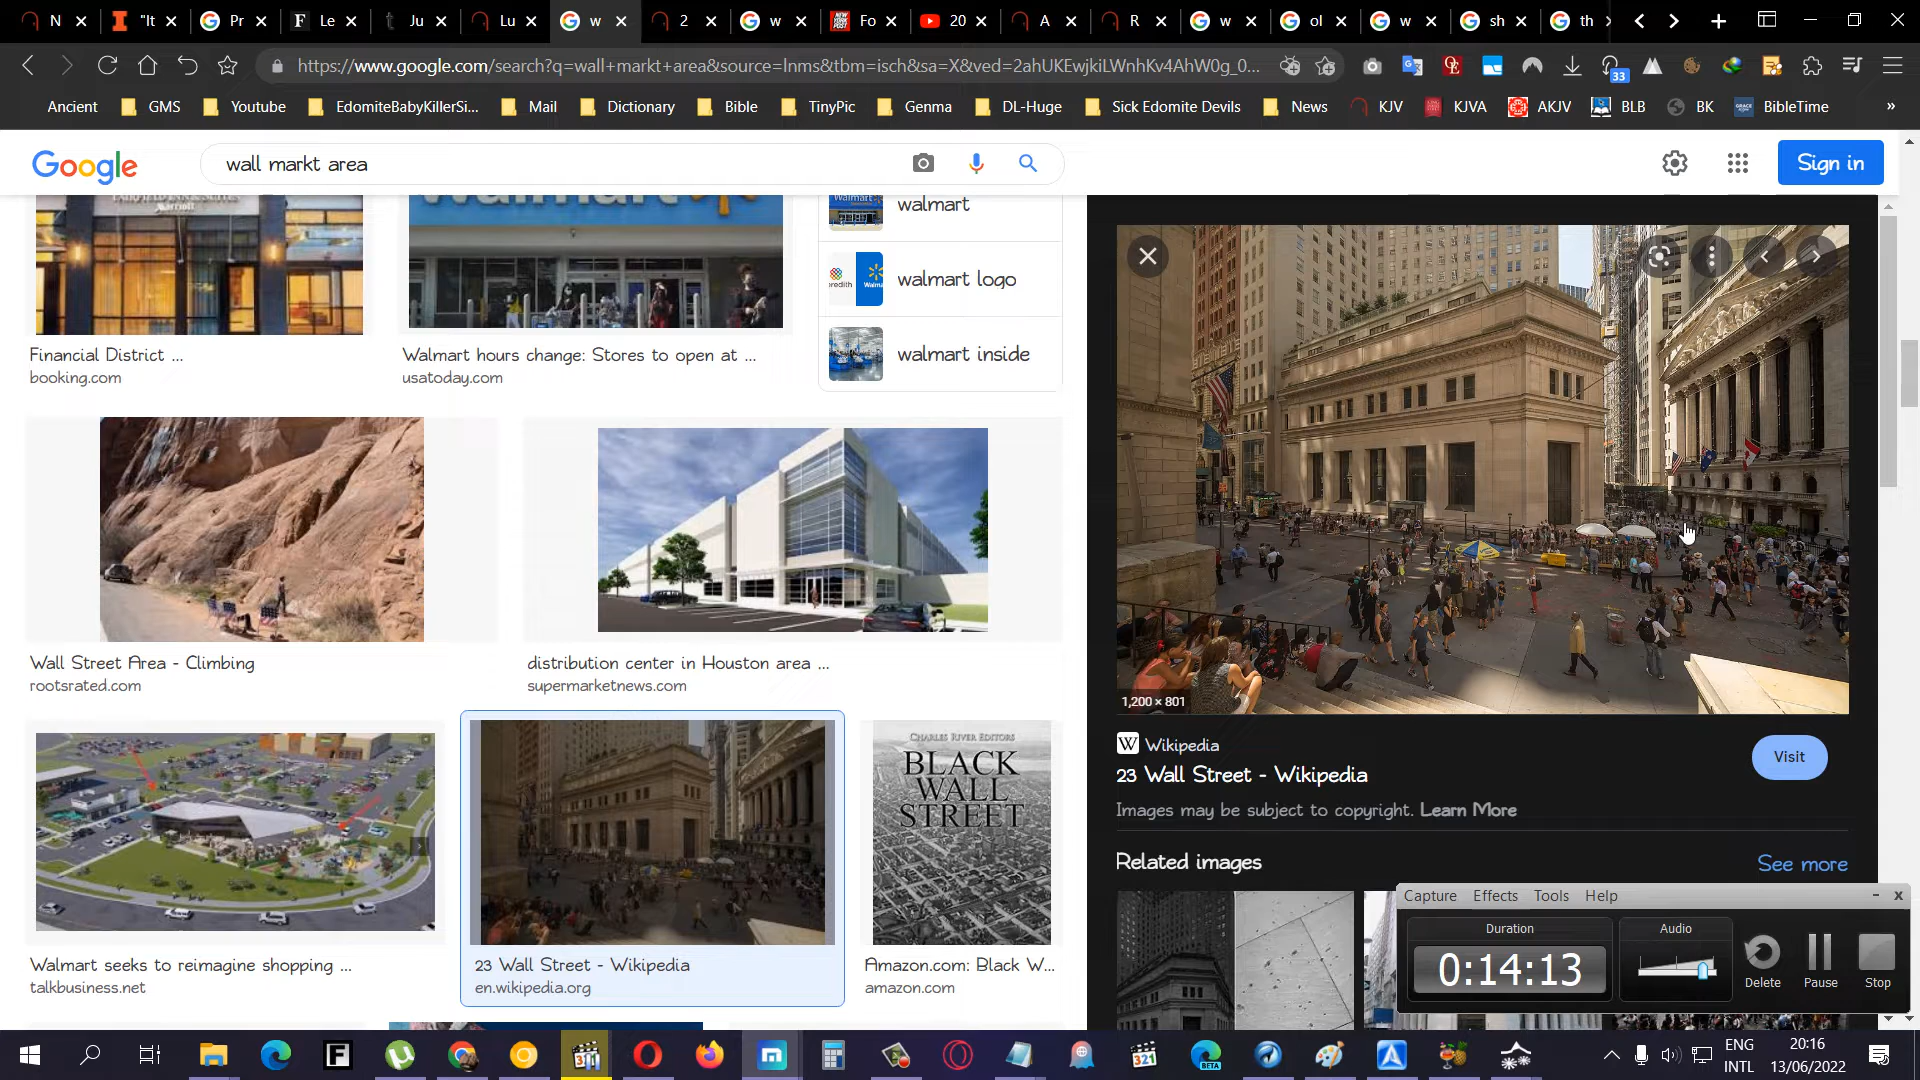 N
"It
Pr
Le
Ju
Lu
w
2
w
Fo
20
A
R
w
ol
w
sh
th
https://www.google.com/search?q=wall+markt+area&source=lnms&tbm=isch&sa=X&ved=2ahUKEwjkiLWnhKv4AhW0g_0...
33
Ancient
GMS
Youtube
EdomiteBabyKillerSi...
Mail
Dictionary
Bible
TinyPic
Genma
DL-Huge
Sick Edomite Devils
News
KJV
KJVA
AKJV
BLB
BK
BibleTime
»
Google
wall markt area
Sign in
Marriott
Walmart
walmart
walmart logo
walmart inside
Financial District ...
booking.com
Walmart hours change: Stores to open at ...
usatoday.com
Wall Street Area - Climbing
rootsrated.com
distribution center in Houston area ...
supermarketnews.com
CHARLES RIVER EDITORS
BLACK
WALL
STREET
Walmart seeks to reimagine shopping ...
talkbusiness.net
23 Wall Street - Wikipedia
en.wikipedia.org
Amazon.com: Black W...
amazon.com
1,200 × 801
W Wikipedia
23 Wall Street - Wikipedia
Visit
Images may be subject to copyright. Learn More
Related images
See more
Capture Effects Tools Help
Duration
Audio
0:14:13
Delete
Pause
Stop
ENG
INTL
20:16
13/06/2022